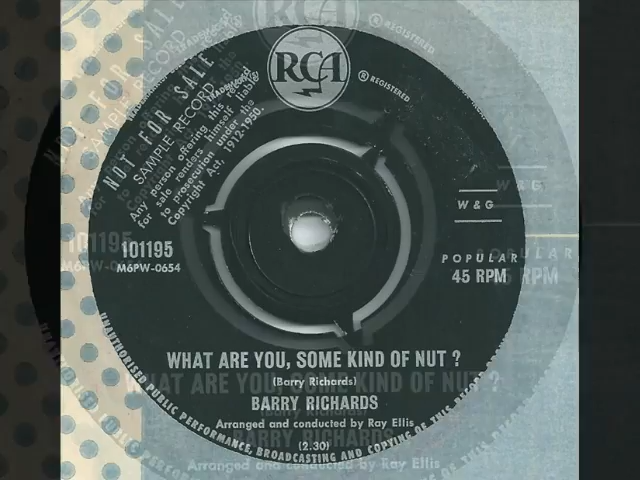 RCA
® REGISTERED
NOT FOR SALE
SAMPLE RECORD
Any person offering this record
for sale renders himself liable
to prosecution under the
Copyright Act, 1912-1950.
W & G
101195
M6PW-0654
POPULAR
45 RPM
WHAT ARE YOU, SOME KIND OF NUT ?
(Barry Richards)
BARRY RICHARDS
Arranged and conducted by Ray Ellis
(2.30)
UNAUTHORISED PUBLIC PERFORMANCE, BROADCASTING AND COPYING OF THIS